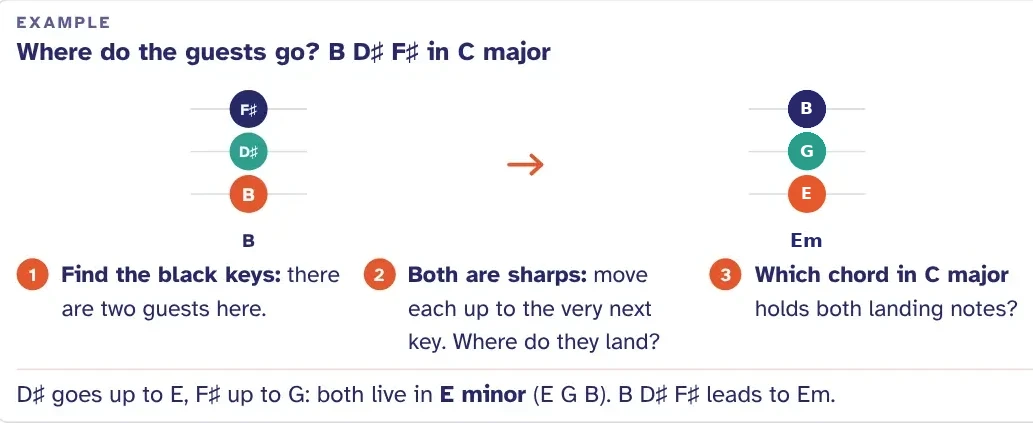 EXAMPLE
Where do the guests go? B D♯ F♯ in C major
F♯
D♯
B
B
→
B
G
E
Em
1 Find the black keys: there
are two guests here.
2 Both are sharps: move
each up to the very next
key. Where do they land?
3 Which chord in C major
holds both landing notes?
D♯ goes up to E, F♯ up to G: both live in E minor (E G B). B D♯ F♯ leads to Em.